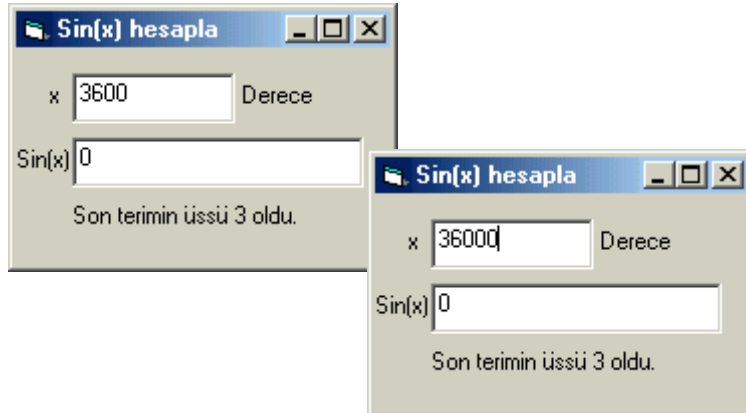 Sin(x) hesapla
x 3600 Derece
Sin(x) 0
Son terimin üssü 3 oldu.
Sin(x) hesapla
x 36000 Derece
Sin(x) 0
Son terimin üssü 3 oldu.